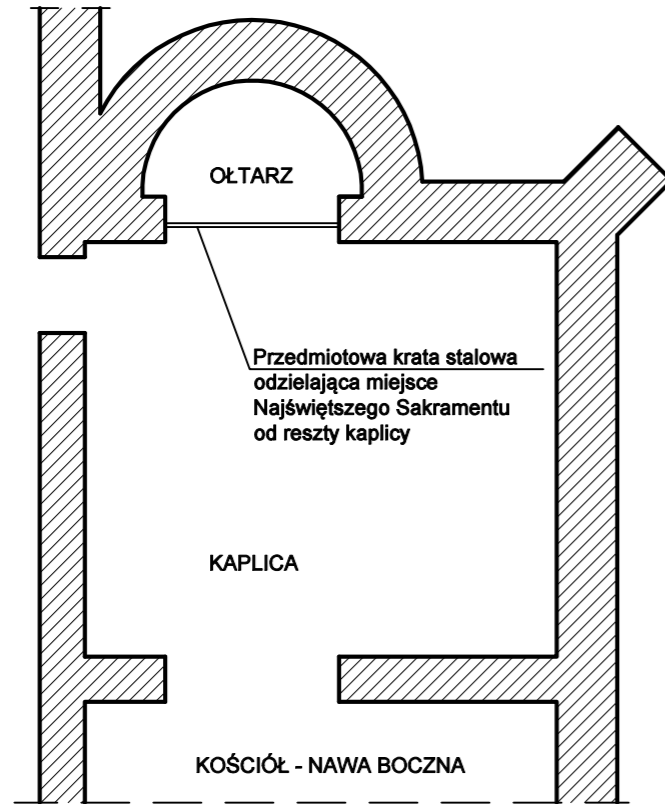 OŁTARZ
Przedmiotowa krata stalowa
odzielająca miejsce
Najświętszego Sakramentu
od reszty kaplicy
KAPLICA
KOŚCIÓŁ - NAWA BOCZNA